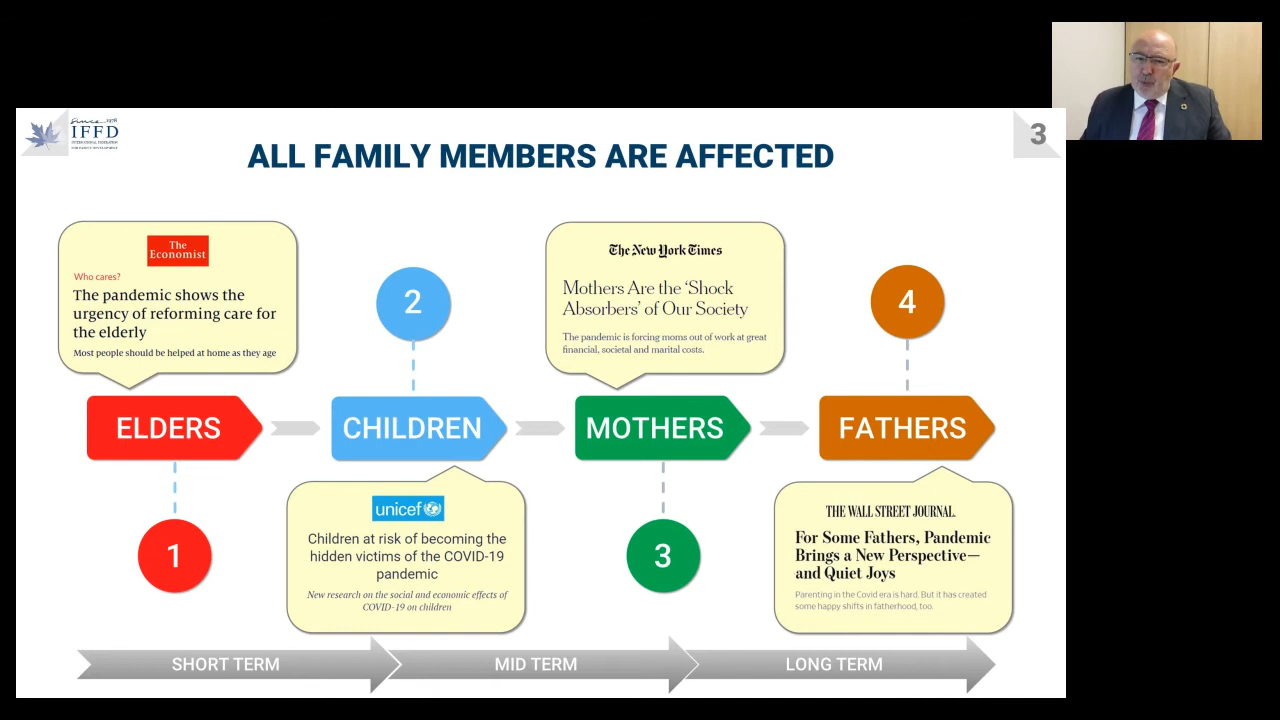 Since 1978
IFFD
INTERNATIONAL FEDERATION
FOR FAMILY DEVELOPMENT
3
ALL FAMILY MEMBERS ARE AFFECTED
The
Economist
Who cares?
The pandemic shows the
urgency of reforming care for
the elderly
Most people should be helped at home as they age
2
The New York Times
Mothers Are the ‘Shock
Absorbers’ of Our Society
The pandemic is forcing moms out of work at great
financial, societal and marital costs.
4
ELDERS
CHILDREN
MOTHERS
FATHERS
1
unicef
Children at risk of becoming the
hidden victims of the COVID-19
pandemic
New research on the social and economic effects of
COVID-19 on children
3
THE WALL STREET JOURNAL.
For Some Fathers, Pandemic
Brings a New Perspective—
and Quiet Joys
Parenting in the Covid era is hard. But it has created
some happy shifts in fatherhood, too.
SHORT TERM
MID TERM
LONG TERM